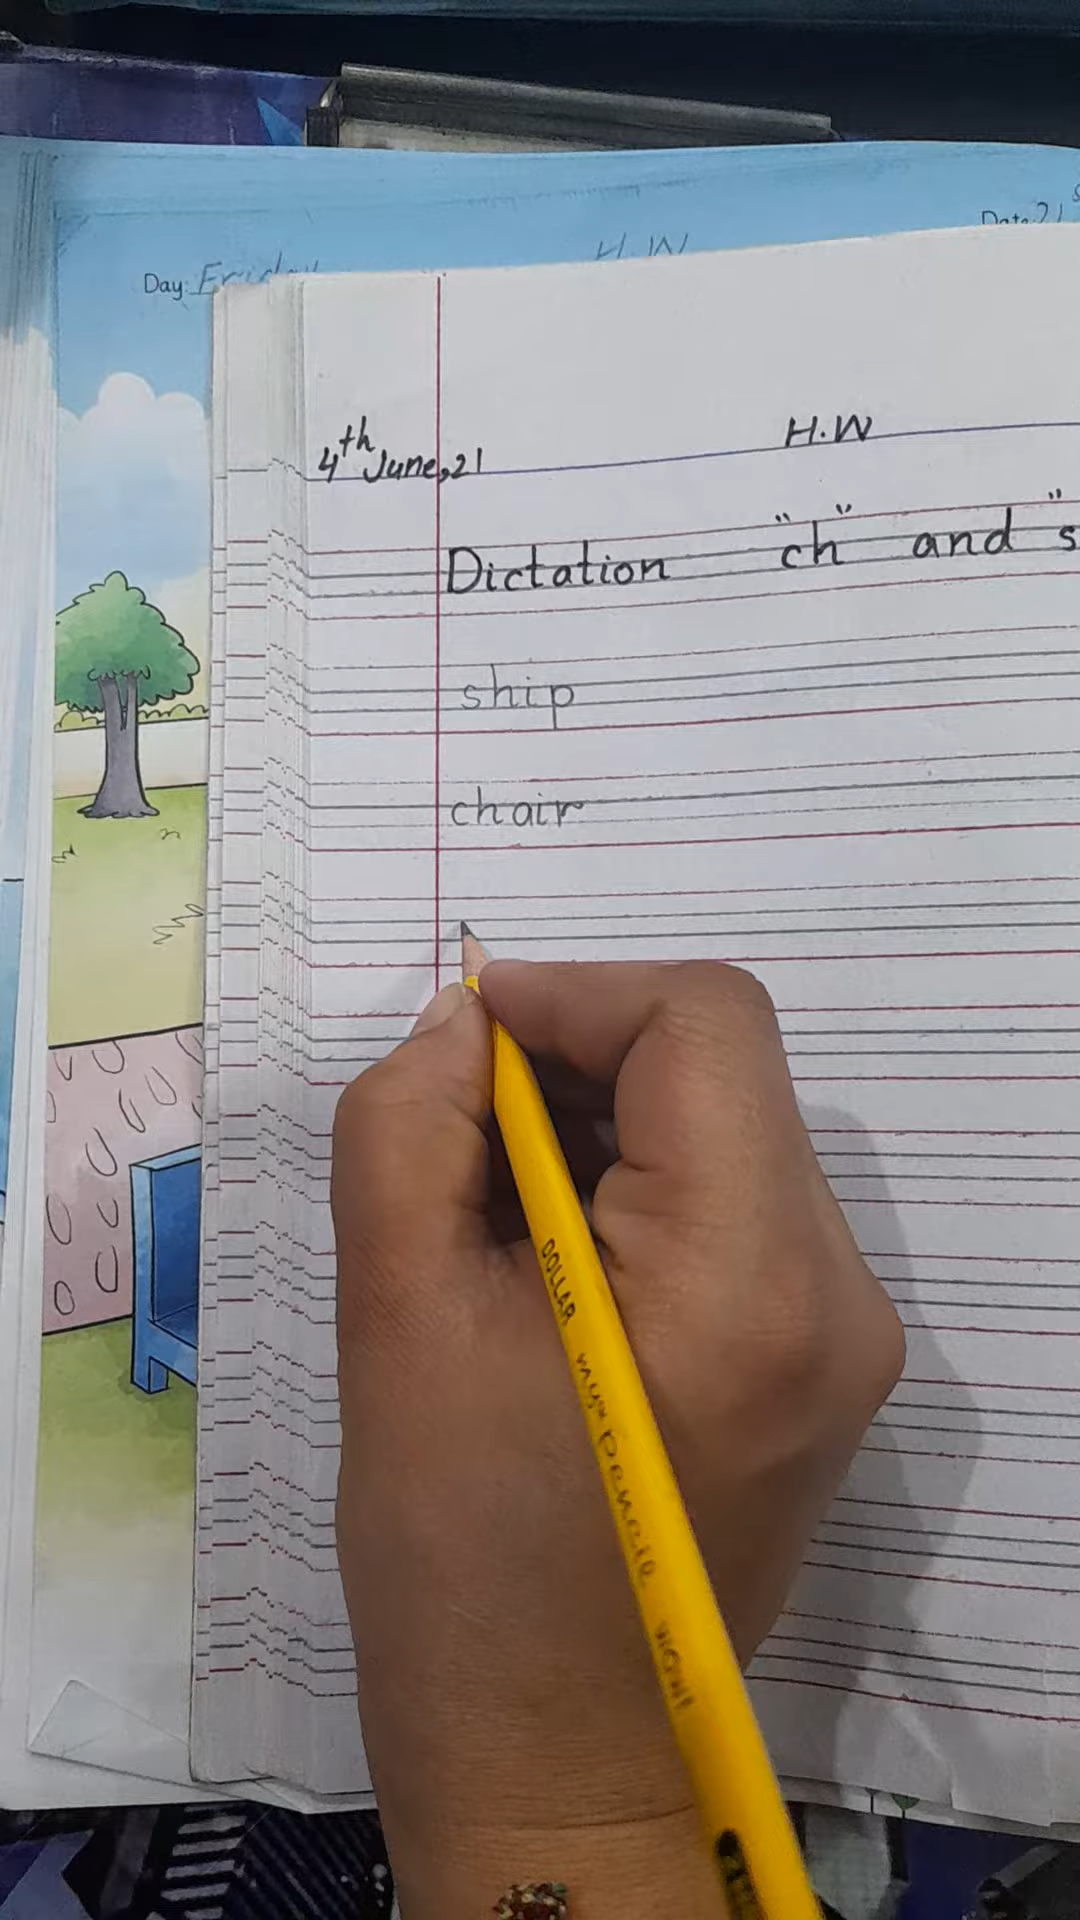 Date: 21
H.W
Day: Friday
H.W
4th June, 21
Dictation "ch" and "s
ship
chair
DOLLAR my pencil